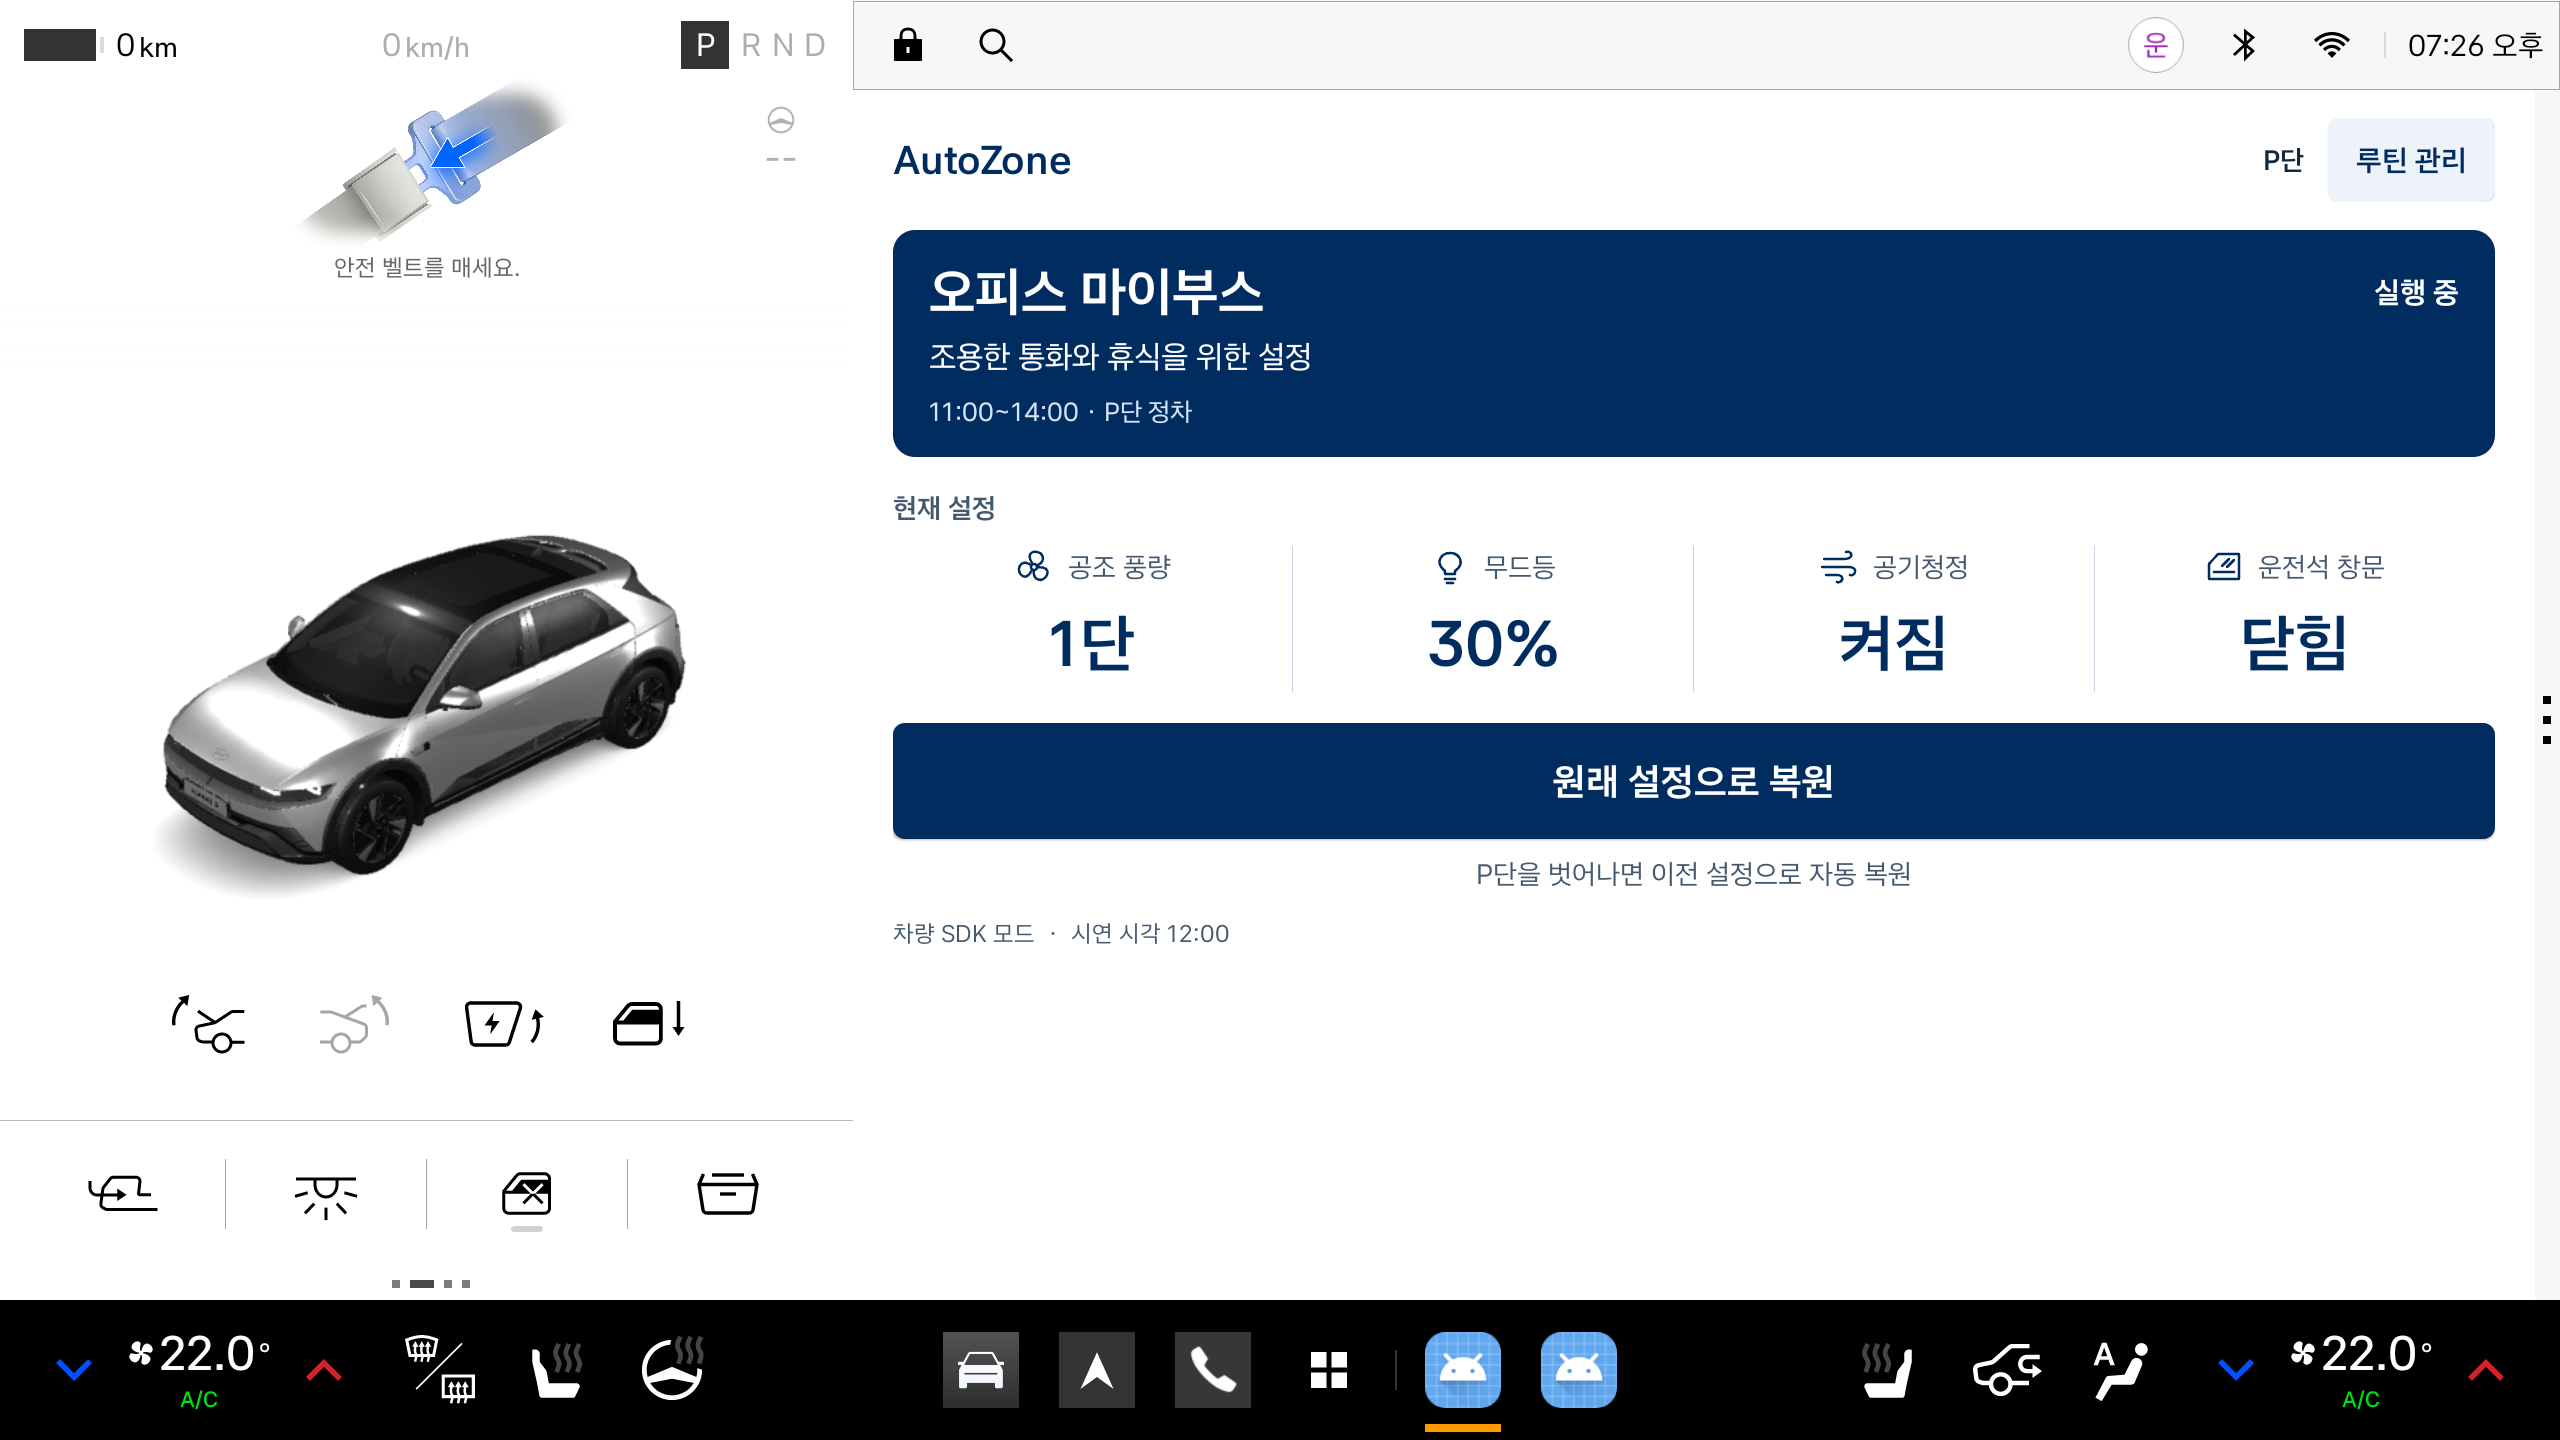 0 km
0 km/h
P R N D
운
07:26 오후
안전 벨트를 매세요.
--
AutoZone
P단
루틴 관리
오피스 마이부스
실행 중
조용한 통화와 휴식을 위한 설정
11:00~14:00 · P단 정차
현재 설정
공조 풍량
무드등
공기청정
운전석 창문
1단
30%
켜짐
닫힘
원래 설정으로 복원
P단을 벗어나면 이전 설정으로 자동 복원
차량 SDK 모드 · 시연 시각 12:00
22.0°
A/C
A
22.0°
A/C